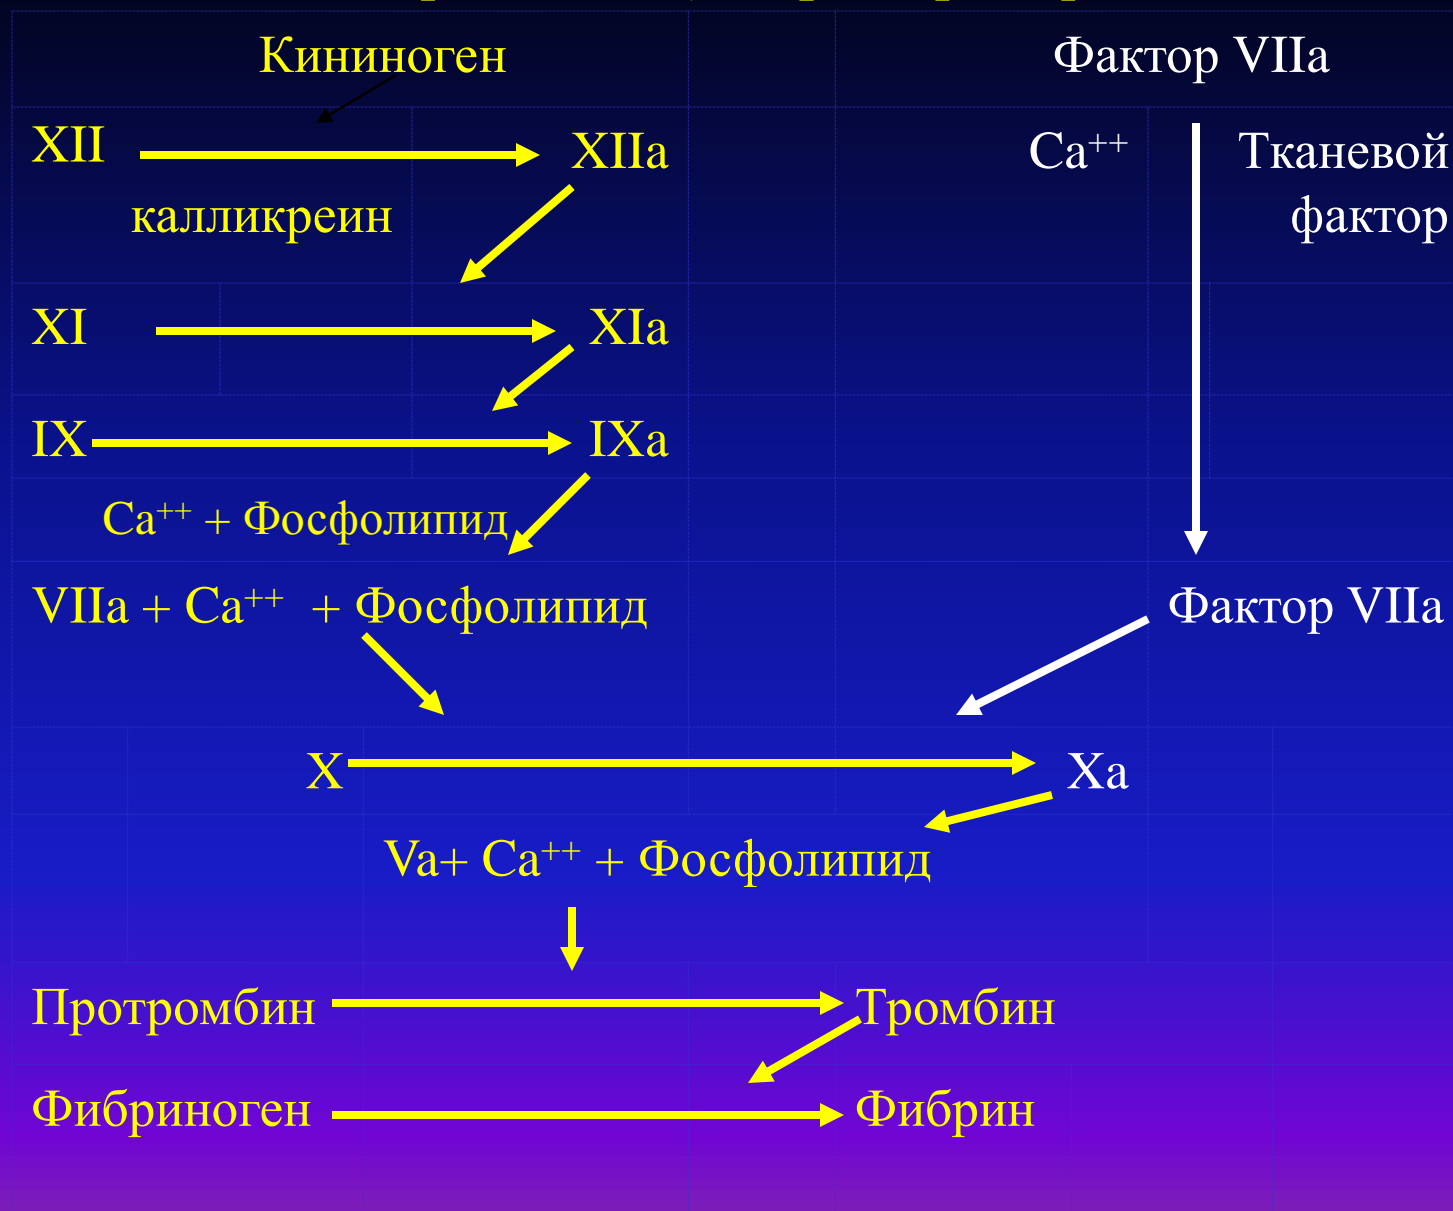 Кининоген Фактор VIIa
XII XIIa Ca⁺⁺ Тканевой
калликреин фактор
XI XIa
IX IXa
Ca⁺⁺ + Фосфолипид
VIIa + Ca⁺⁺ + Фосфолипид Фактор VIIa
X Xa
Va+ Ca⁺⁺ + Фосфолипид
Протромбин Тромбин
Фибриноген Фибрин